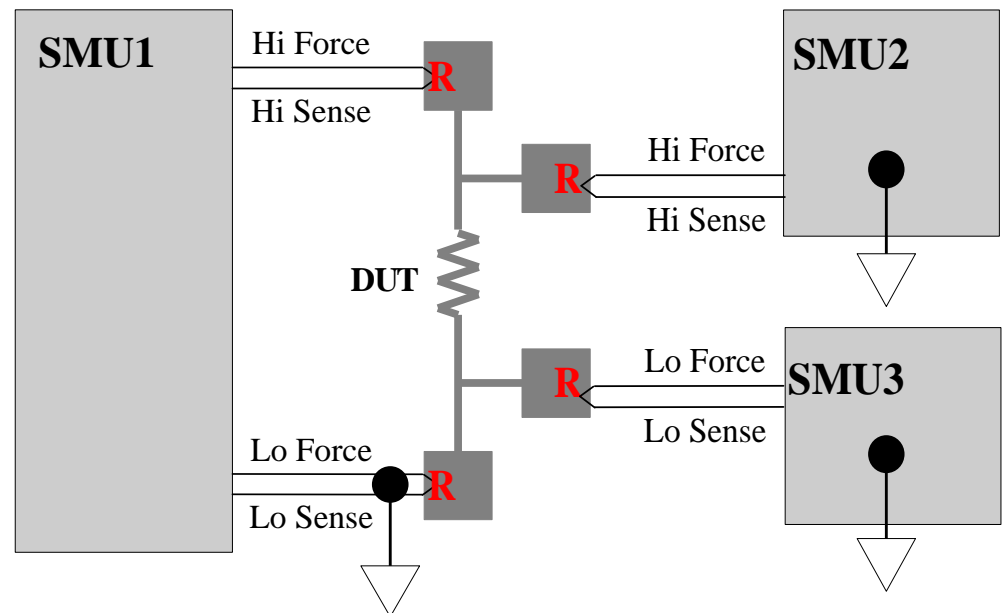 SMU1
Hi Force
R
Hi Sense
SMU2
Hi Force
R
Hi Sense
DUT
Lo Force
SMU3
R
Lo Sense
Lo Force
R
Lo Sense